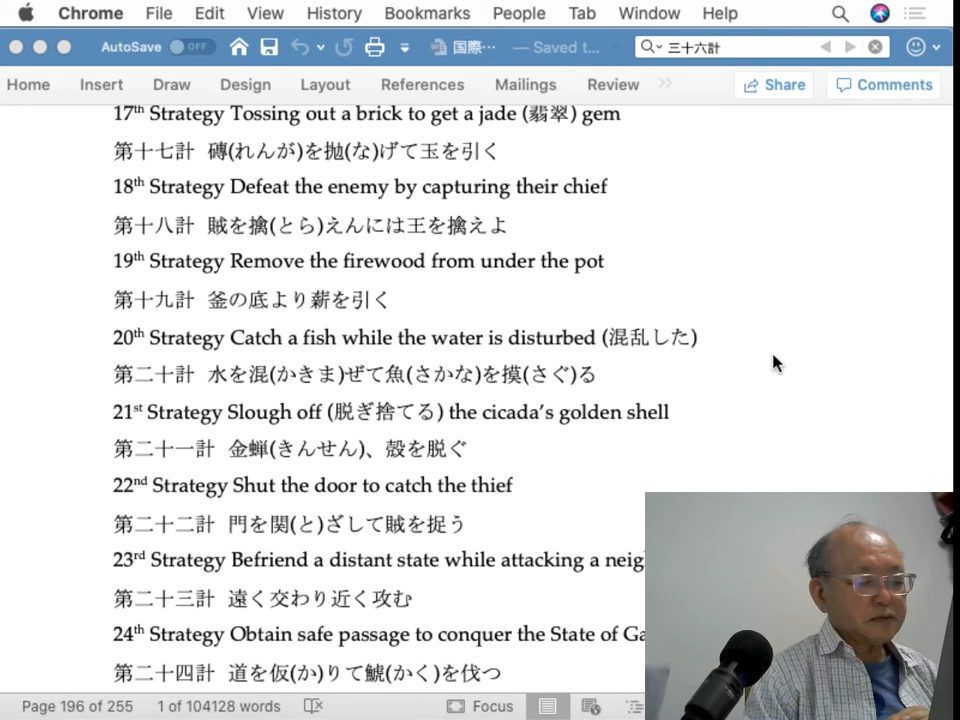 Chrome File Edit View History Bookmarks People Tab Window Help
AutoSave OFF 国際… — Saved t... 三十六計
Home Insert Draw Design Layout References Mailings Review Share Comments
17th Strategy Tossing out a brick to get a jade (翡翠) gem
第十七計 磚(れんが)を抛(な)げて玉を引く
18th Strategy Defeat the enemy by capturing their chief
第十八計 賊を擒(とら)えんには王を擒えよ
19th Strategy Remove the firewood from under the pot
第十九計 釜の底より薪を引く
20th Strategy Catch a fish while the water is disturbed (混乱した)
第二十計 水を混(かきま)ぜて魚(さかな)を摸(さぐ)る
21st Strategy Slough off (脱ぎ捨てる) the cicada's golden shell
第二十一計 金蝉(きんせん)、殻を脱ぐ
22nd Strategy Shut the door to catch the thief
第二十二計 門を関(と)ざして賊を捉う
23rd Strategy Befriend a distant state while attacking a neig
第二十三計 遠く交わり近く攻む
24th Strategy Obtain safe passage to conquer the State of Ga
第二十四計 道を仮(か)りて虢(かく)を伐つ
Page 196 of 255 1 of 104128 words Focus